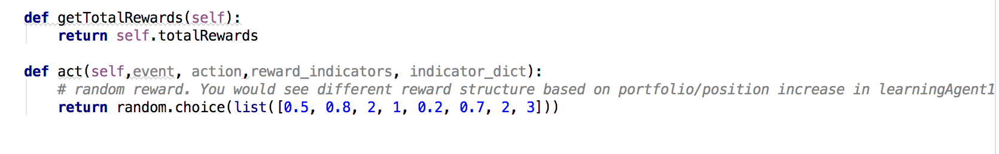 def getTotalRewards(self):
    return self.totalRewards

def act(self,event, action,reward_indicators, indicator_dict):
    # random reward. You would see different reward structure based on portfolio/position increase in learningAgent1
    return random.choice(list([0.5, 0.8, 2, 1, 0.2, 0.7, 2, 3]))